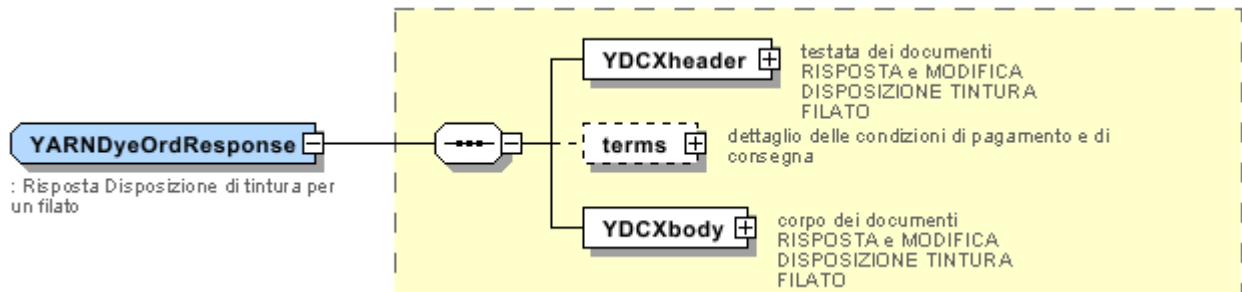 YARNDyeOrdResponse
: Risposta Disposizione di tintura per
un filato
YDCXheader
testata dei documenti
RISPOSTA e MODIFICA
DISPOSIZIONE TINTURA
FILATO
terms
dettaglio delle condizioni di pagamento e di
consegna
YDCXbody
corpo dei documenti
RISPOSTA e MODIFICA
DISPOSIZIONE TINTURA
FILATO